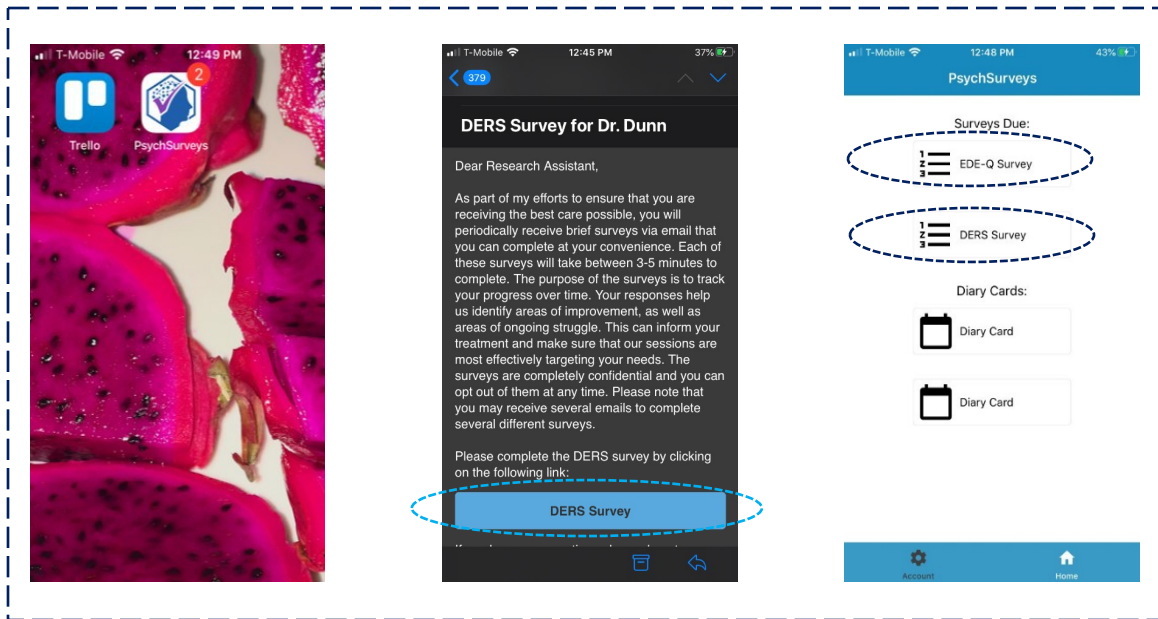 T-Mobile 12:49 PM
2
Trello PsychSurveys
T-Mobile 12:45 PM 37%
379
DERS Survey for Dr. Dunn
Dear Research Assistant,
As part of my efforts to ensure that you are
receiving the best care possible, you will
periodically receive brief surveys via email that
you can complete at your convenience. Each of
these surveys will take between 3-5 minutes to
complete. The purpose of the surveys is to track
your progress over time. Your responses help
us identify areas of improvement, as well as
areas of ongoing struggle. This can inform your
treatment and make sure that our sessions are
most effectively targeting your needs. The
surveys are completely confidential and you can
opt out of them at any time. Please note that
you may receive several emails to complete
several different surveys.
Please complete the DERS survey by clicking
on the following link:
DERS Survey
T-Mobile 12:48 PM 43%
PsychSurveys
Surveys Due:
EDE-Q Survey
DERS Survey
Diary Cards:
Diary Card
Diary Card
Account Home